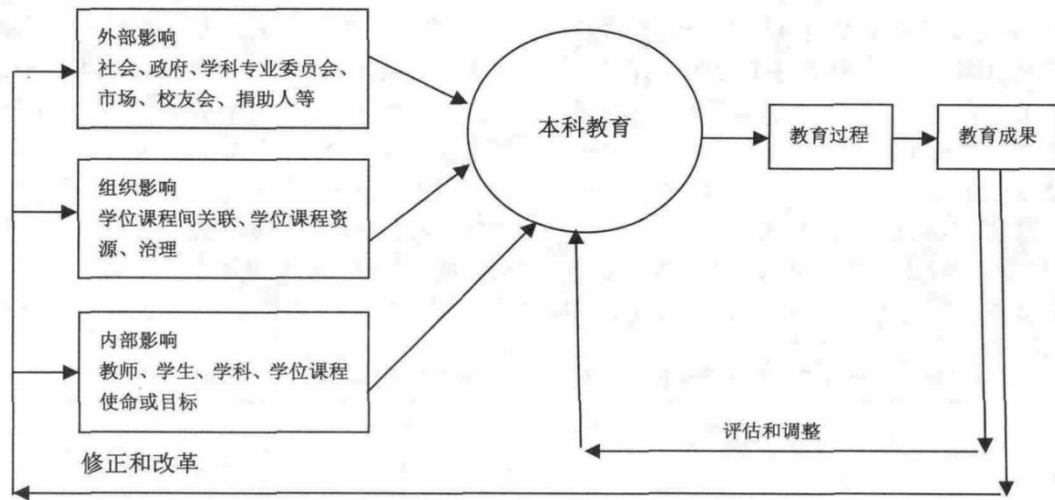 外部影响
社会、政府、学科专业委员会、
市场、校友会、捐助人等
本科教育
教育过程
教育成果
组织影响
学位课程间关联、学位课程资
源、治理
内部影响
教师、学生、学科、学位课程
使命或目标
评估和调整
修正和改革